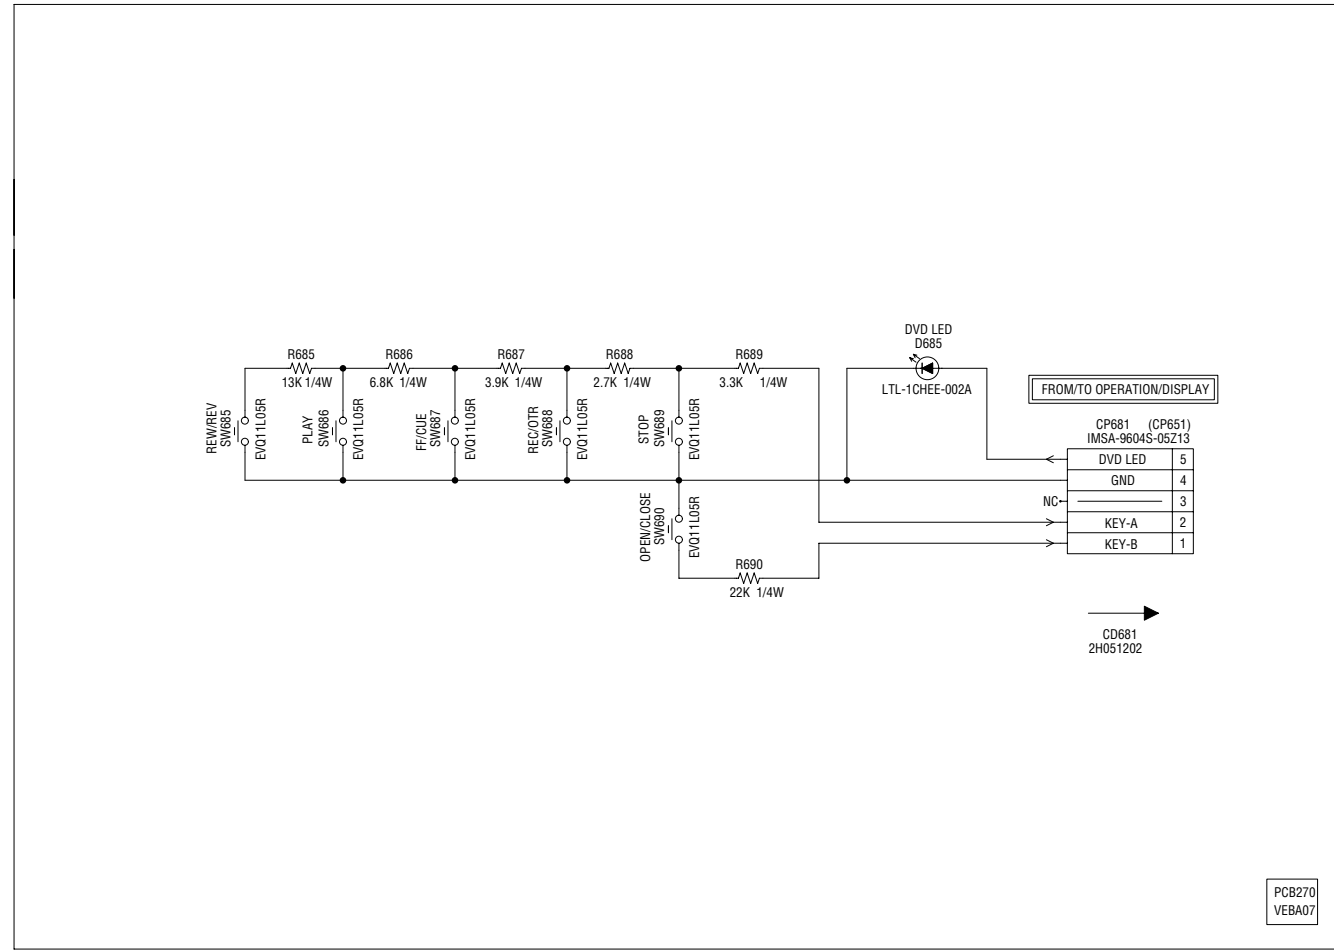 DVD LED
D685
LTL-1CHEE-002A
R685
13K 1/4W
R686
6.8K 1/4W
R687
3.9K 1/4W
R688
2.7K 1/4W
R689
3.3K 1/4W
REW/REV
SW685
EVQ11L05R
PLAY
SW686
EVQ11L05R
FF/CUE
SW687
EVQ11L05R
REC/OTR
SW688
EVQ11L05R
STOP
SW689
EVQ11L05R
OPEN/CLOSE
SW690
EVQ11L05R
R690
22K 1/4W
FROM/TO OPERATION/DISPLAY
CP681 (CP651)
IMSA-9604S-05Z13
DVD LED 5
GND 4
NC 3
KEY-A 2
KEY-B 1
CD681
2H051202
PCB270
VEBA07